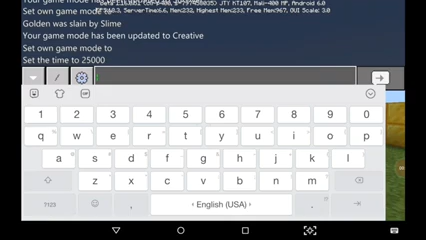 Golden was slain by Slime
Your game mode has been updated to Creative
Set own game mode to
Set the time to 25000
/
1 2 3 4 5 6 7 8 9 0
q w e r t y u i o p
a s d f g h j k l
z x c v b n m
?123 , English (USA) .